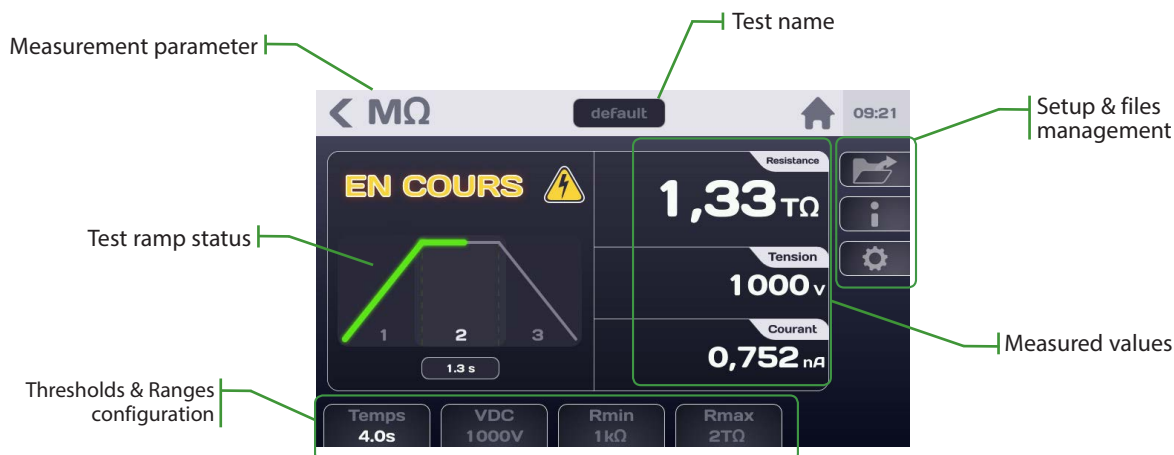 Test name
Measurement parameter
MΩ
default
09:21
Setup & files
management
EN COURS
Resistance
1,33 TΩ
Test ramp status
Tension
1000 v
1 2 3
Courant
0,752 nA
Measured values
1.3 s
Thresholds & Ranges
configuration
Temps
4.0s
VDC
1000V
Rmin
1kΩ
Rmax
2TΩ